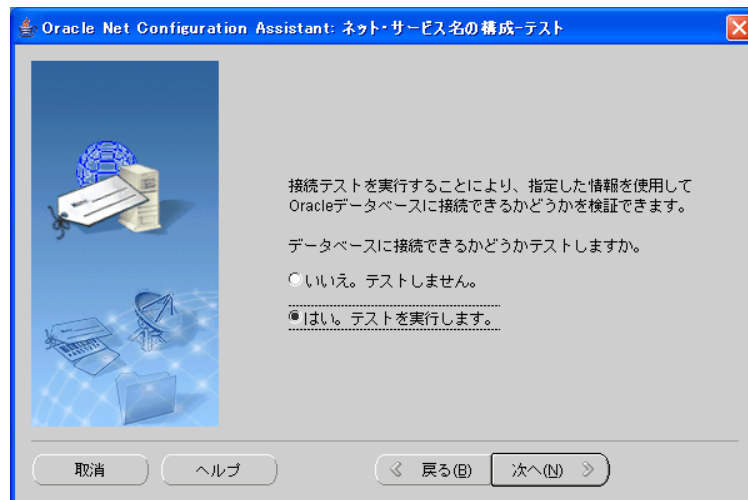 Oracle Net Configuration Assistant: ネット・サービス名の構成-テスト
接続テストを実行することにより、指定した情報を使用して
Oracleデータベースに接続できるかどうかを検証できます。
データベースに接続できるかどうかテストしますか。
いいえ。テストしません。
はい。テストを実行します。
取消
ヘルプ
戻る(B)
次へ(N)